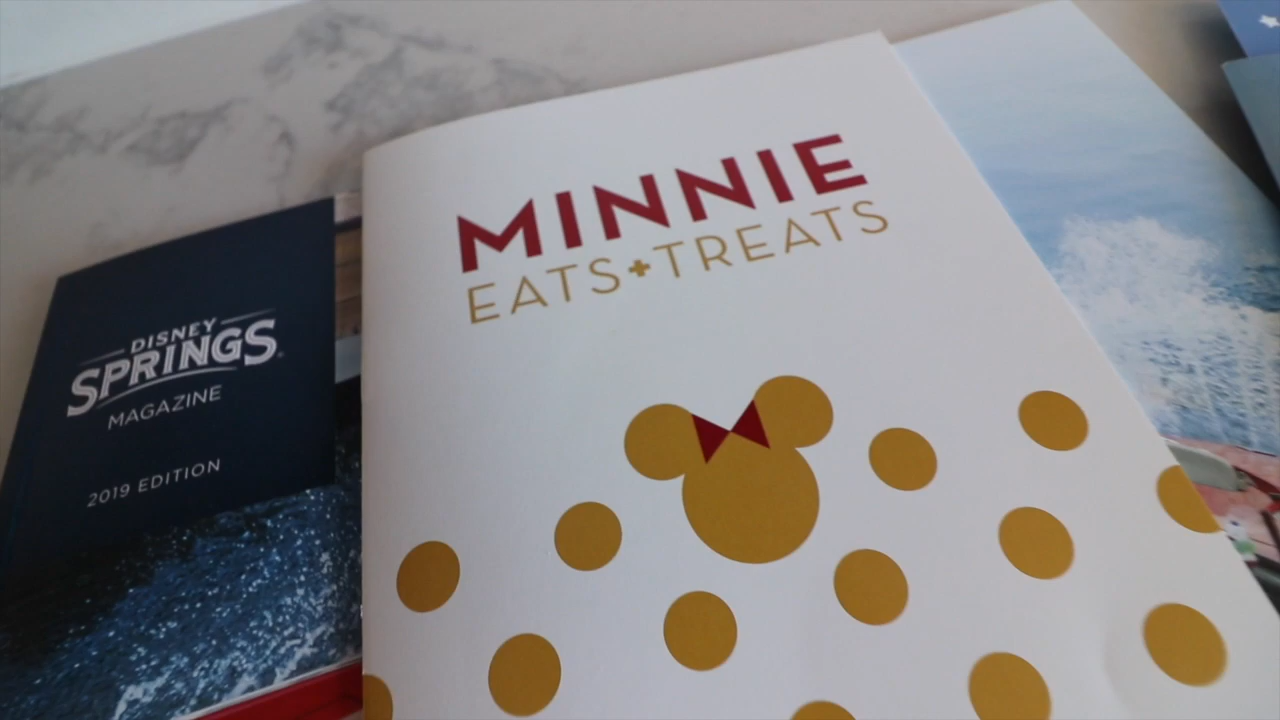 DISNEY
SPRINGS
MAGAZINE
2019 EDITION
MINNIE
EATS+TREATS